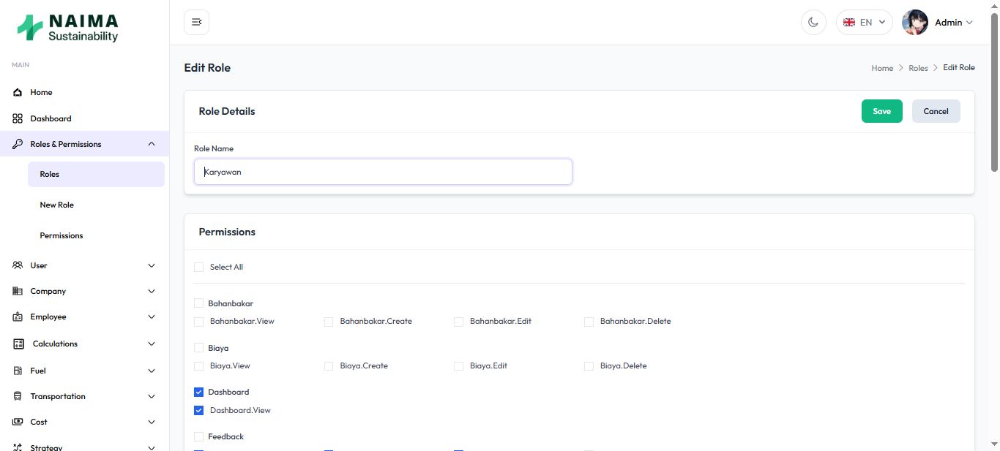 NAIMA
Sustainability
EN
Admin
MAIN
Home
Dashboard
Roles & Permissions
Roles
New Role
Permissions
User
Company
Employee
Calculations
Fuel
Transportation
Cost
Strategy
Edit Role
Home > Roles > Edit Role
Role Details
Save
Cancel
Role Name
Karyawan
Permissions
Select All
Bahanbakar
Bahanbakar.View Bahanbakar.Create Bahanbakar.Edit Bahanbakar.Delete
Biaya
Biaya.View Biaya.Create Biaya.Edit Biaya.Delete
Dashboard
Dashboard.View
Feedback